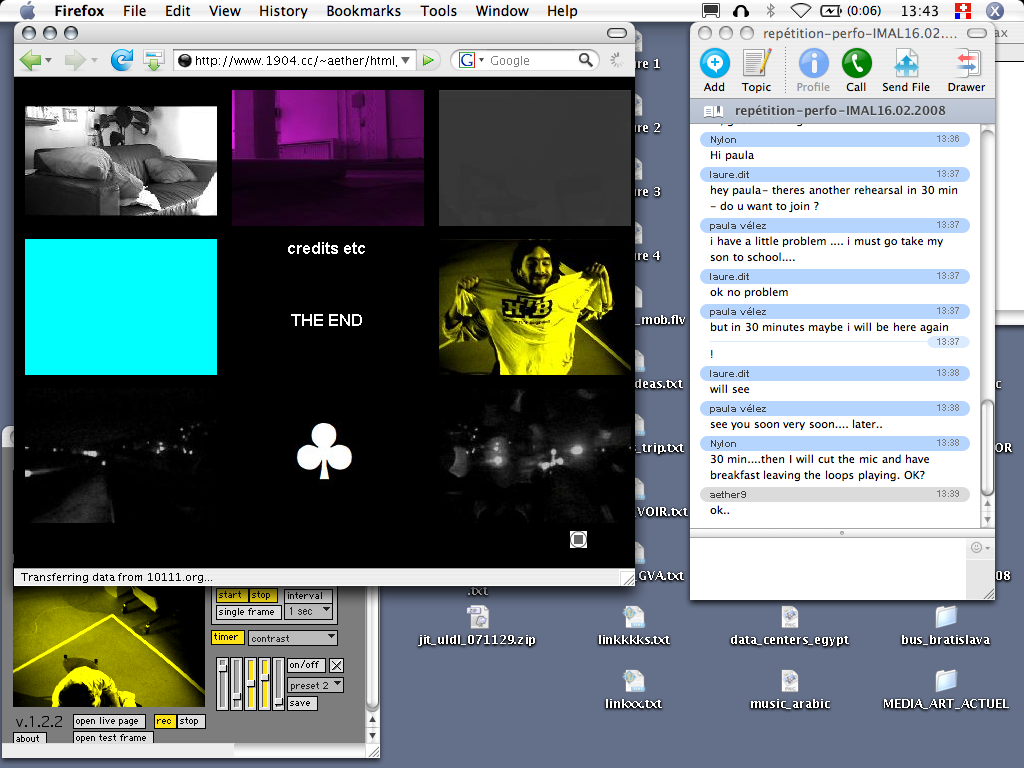 Firefox File Edit View History Bookmarks Tools Window Help (0:06) 13:43
http://www.1904.cc/~aether/html,
Google
credits etc
THE END
Transferring data from 10111.org...
start stop interval
single frame 1 sec
timer contrast
on/off
preset 2
save
v.1.2.2 open live page rec stop
about open test frame
repétition-perfo-IMAL16.02....
Add Topic Profile Call Send File Drawer
repétition-perfo-IMAL16.02.2008
Nylon 13:36
Hi paula
laure.dit 13:37
hey paula- theres another rehearsal in 30 min
- do u want to join ?
paula vélez 13:37
i have a little problem .... i must go take my
son to school....
laure.dit 13:37
ok no problem
paula vélez 13:37
but in 30 minutes maybe i will be here again
13:37
!
laure.dit 13:38
will see
paula vélez 13:38
see you soon very soon.... later..
Nylon 13:38
30 min....then I will cut the mic and have
breakfast leaving the loops playing. OK?
aether9 13:39
ok..
ure 1
ure 2
ure 3
ure 4
_mob.flv
deas.txt
s_trip.txt
_VOIR.txt
_GVA.txt
.txt
jit_uldl_071129.zip
linkkkks.txt
data_centers_egypt
bus_bratislava
linkxx.txt
music_arabic
MEDIA_ART_ACTUEL